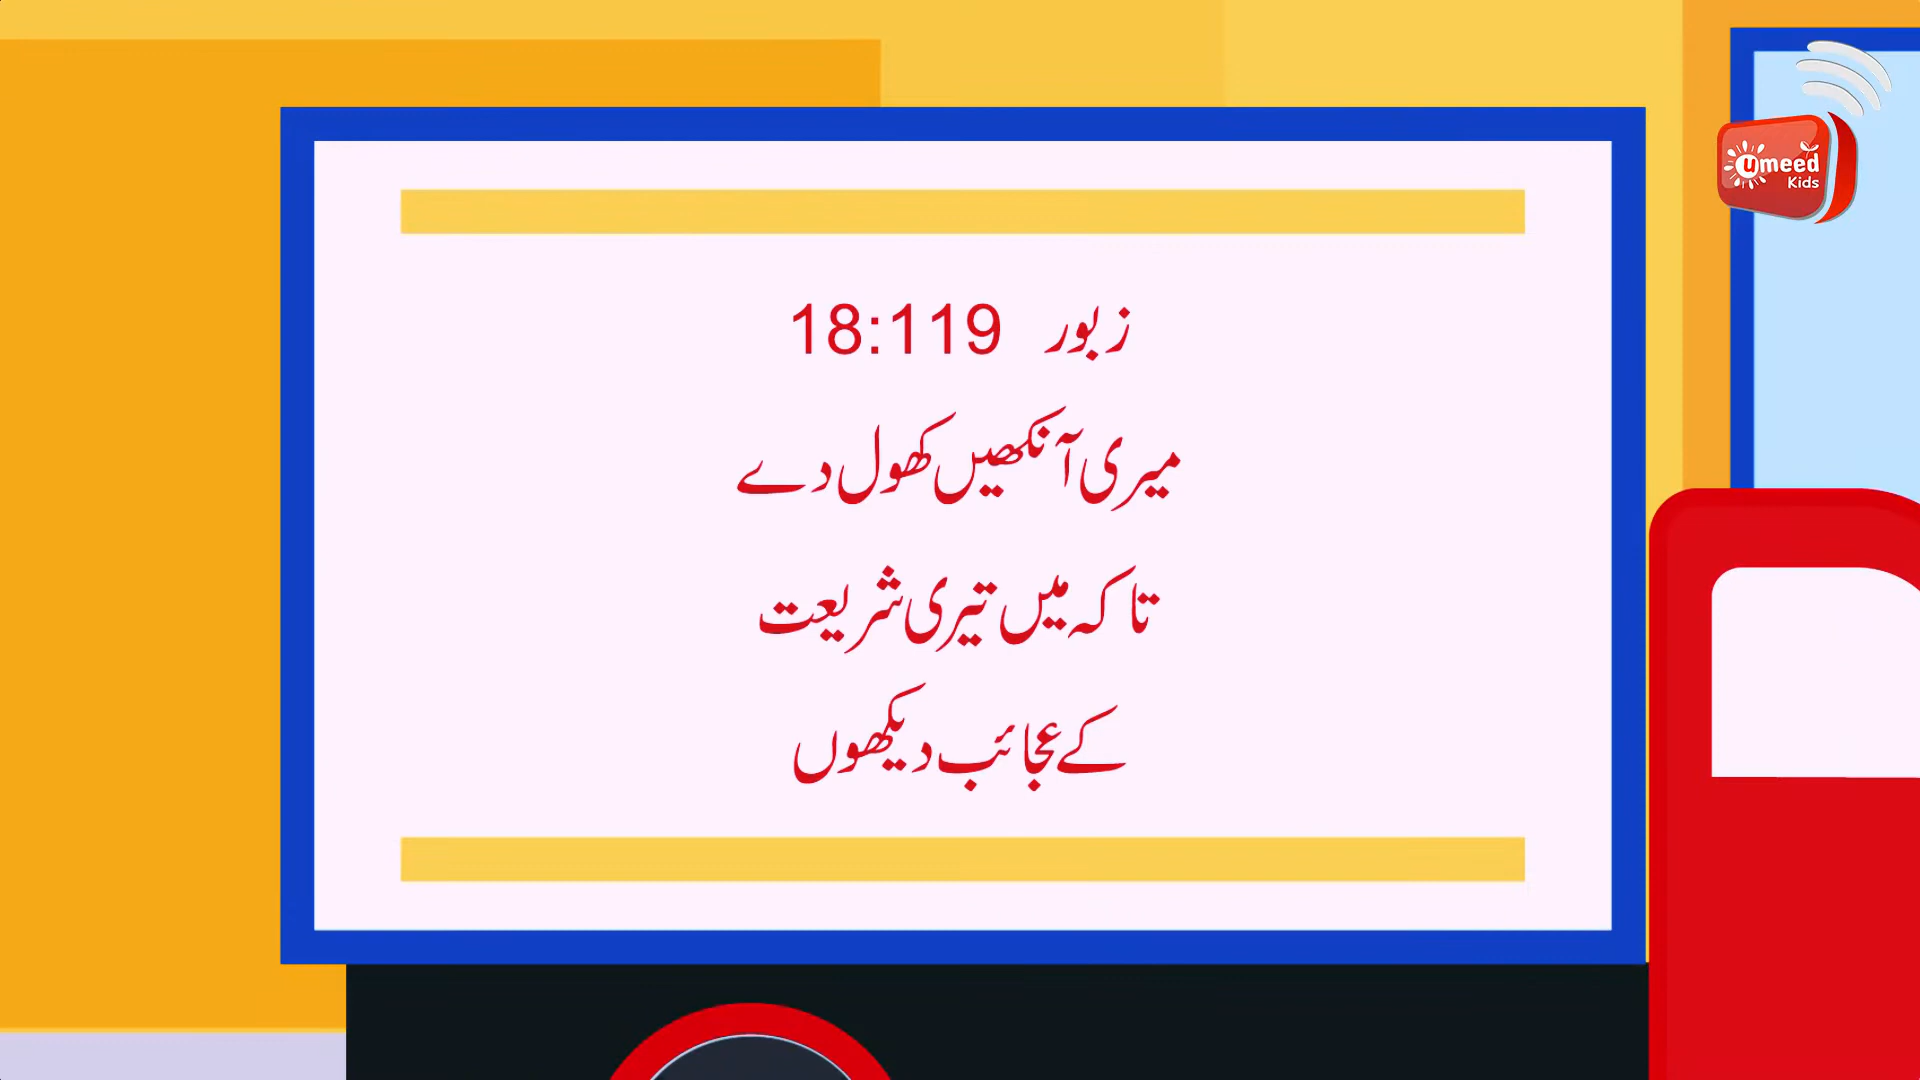 زبور 18:119
میری آنکھیں کھول دے
تاکہ میں تیری شریعت
کے عجائب دیکھوں
umeed
Kids